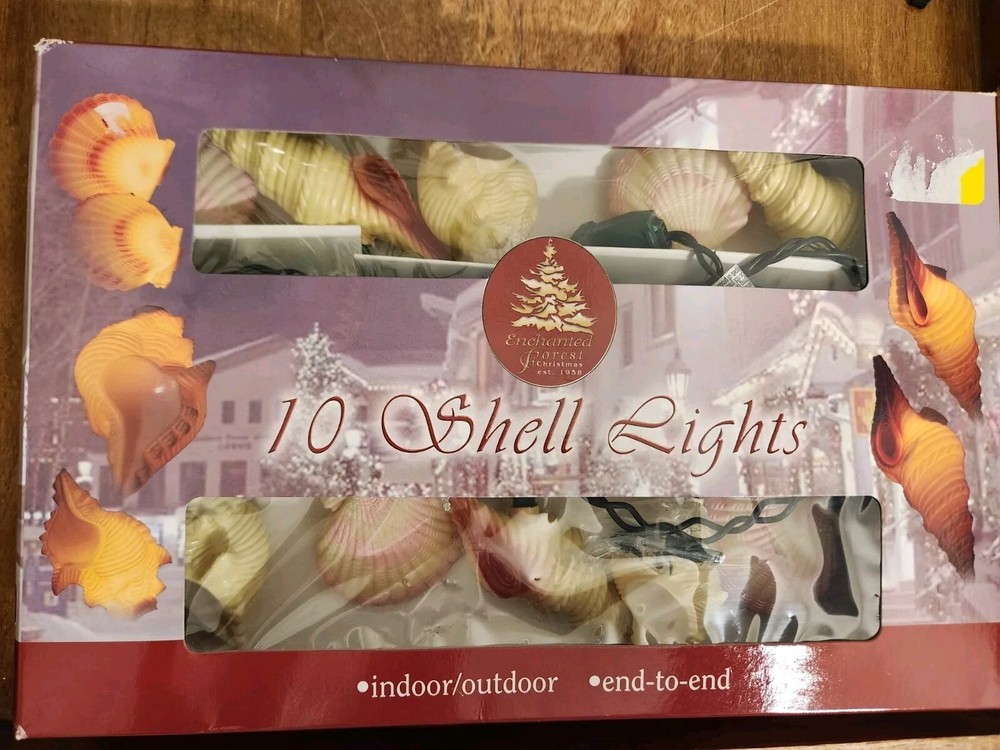 Enchanted
Forest
Christmas
est. 1958
10 Shell Lights
•indoor/outdoor •end-to-end